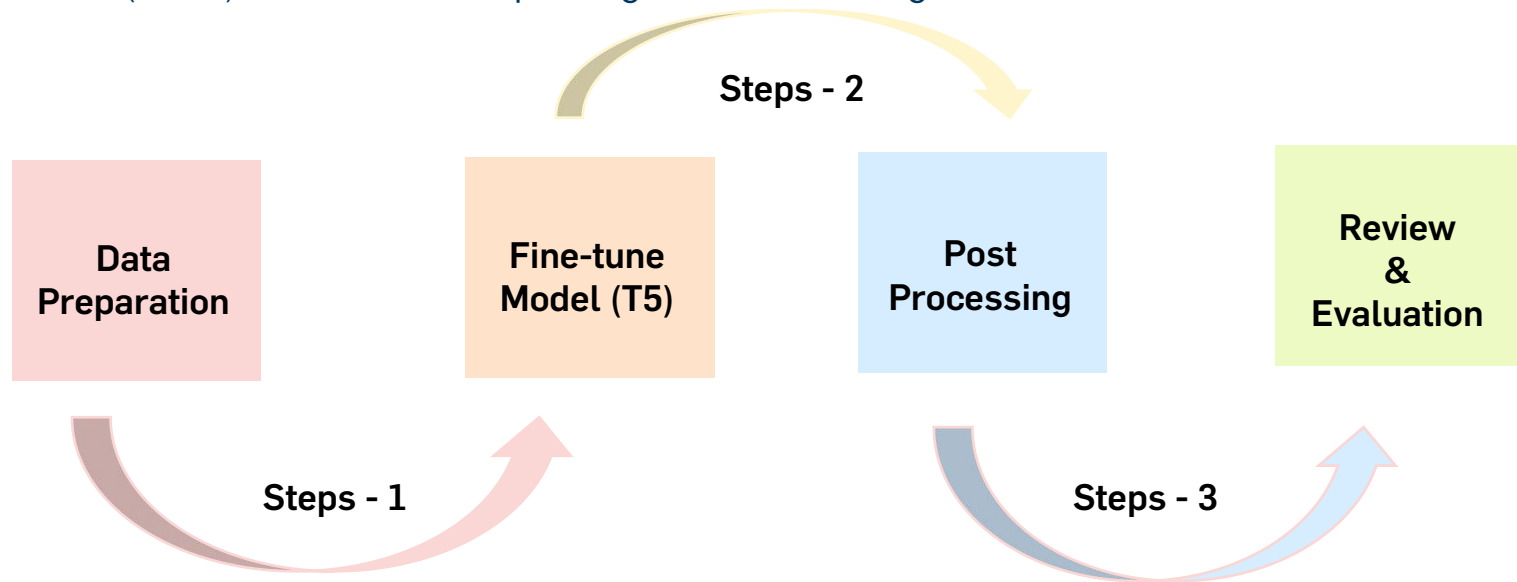 Steps - 2
Data
Preparation
Fine-tune
Model (T5)
Post
Processing
Review
&
Evaluation
Steps - 1
Steps - 3